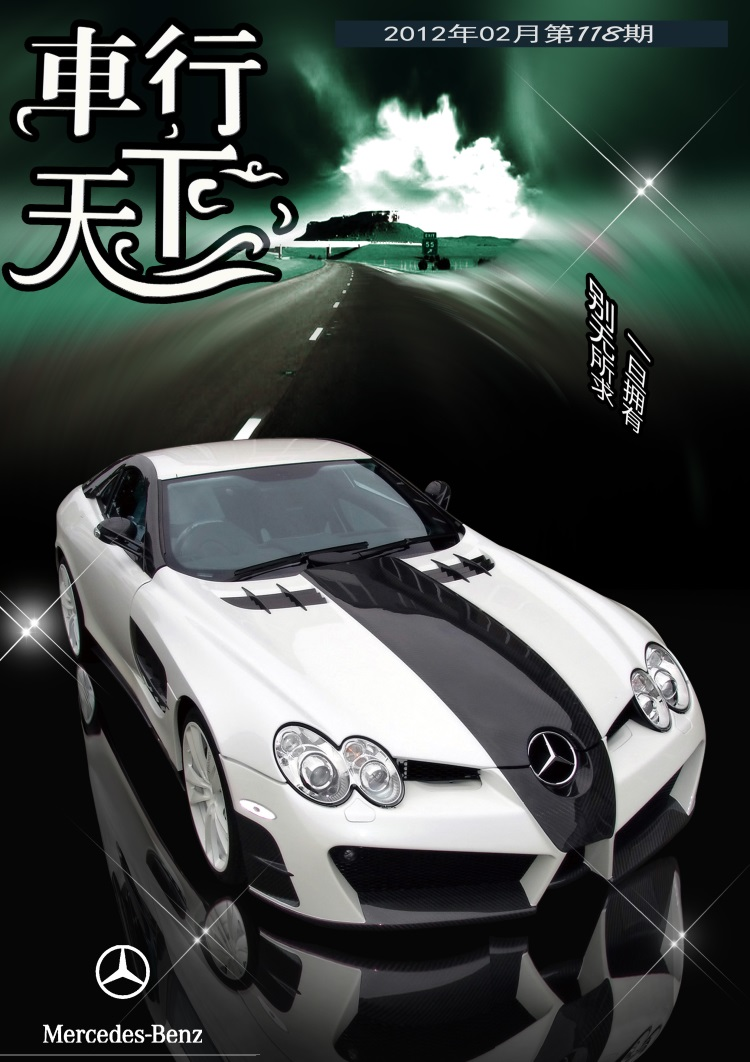 2012年02月第118期
車行
天下
一旦拥有
别无所求
Mercedes-Benz